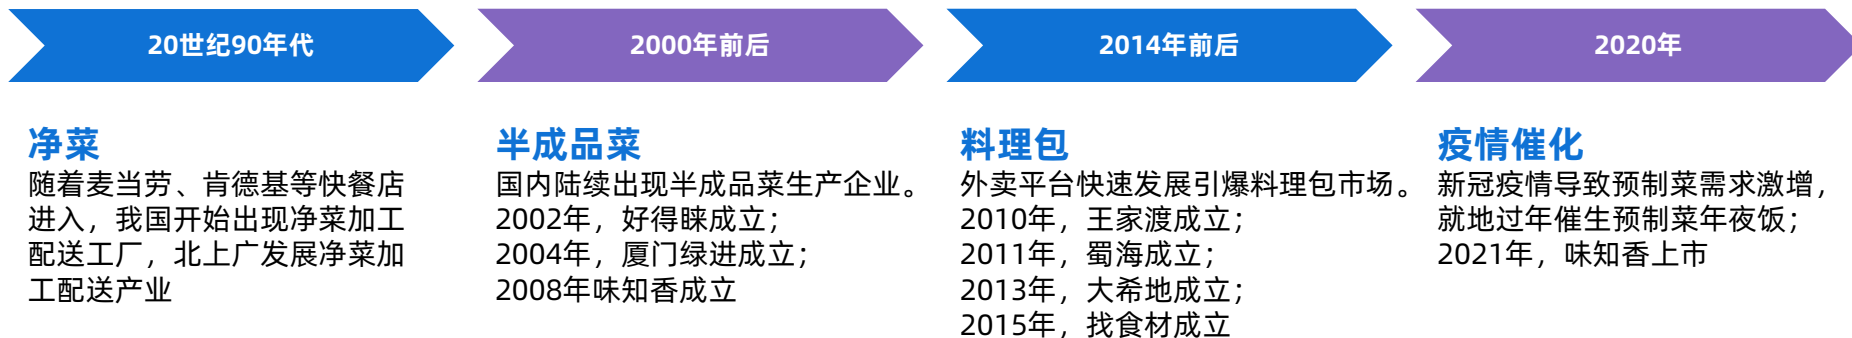 20世纪90年代
净菜
随着麦当劳、肯德基等快餐店
进入，我国开始出现净菜加工
配送工厂，北上广发展净菜加
工配送产业
2000年前后
半成品菜
国内陆续出现半成品菜生产企业。
2002年，好得睐成立；
2004年，厦门绿进成立；
2008年味知香成立
2014年前后
料理包
外卖平台快速发展引爆料理包市场。
2010年，王家渡成立；
2011年，蜀海成立；
2013年，大希地成立；
2015年，找食材成立
2020年
疫情催化
新冠疫情导致预制菜需求激增，
就地过年催生预制菜年夜饭；
2021年，味知香上市